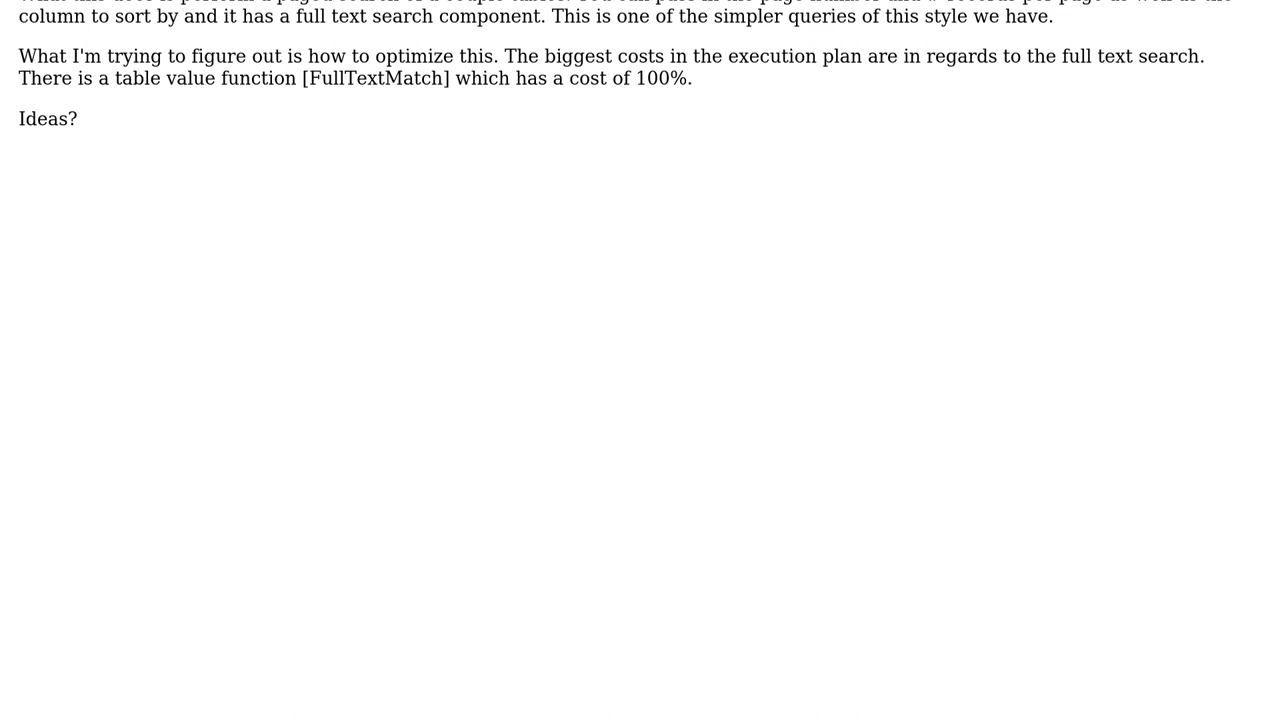 column to sort by and it has a full text search component. This is one of the simpler queries of this style we have.
What I'm trying to figure out is how to optimize this. The biggest costs in the execution plan are in regards to the full text search.
There is a table value function [FullTextMatch] which has a cost of 100%.
Ideas?